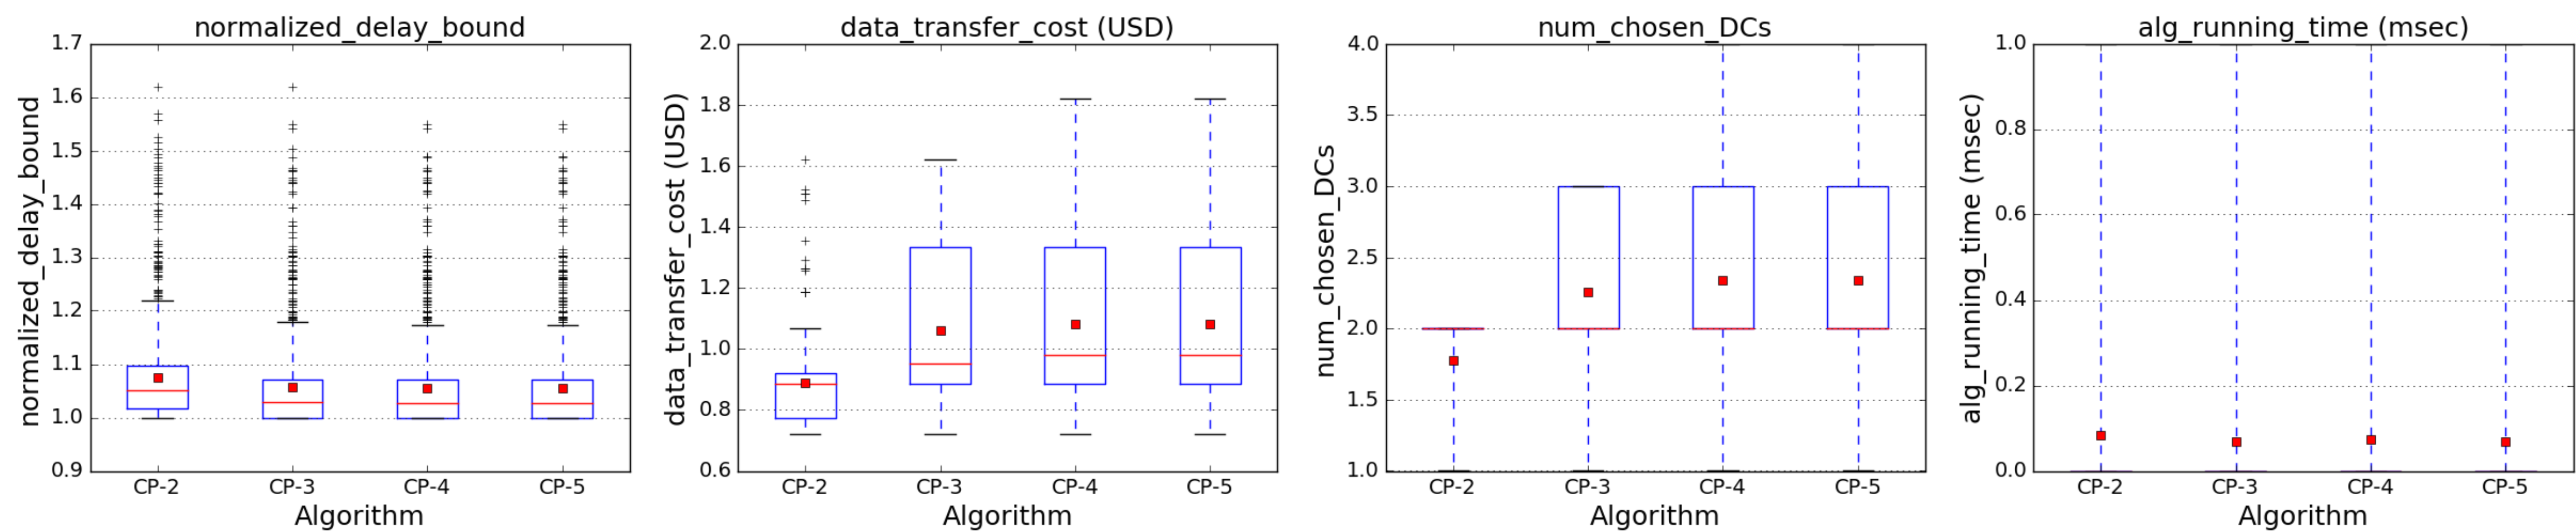 normalized_delay_bound
normalized_delay_bound
1.7
1.6
1.5
1.4
1.3
1.2
1.1
1.0
0.9
CP-2 CP-3 CP-4 CP-5
Algorithm
data_transfer_cost (USD)
data_transfer_cost (USD)
2.0
1.8
1.6
1.4
1.2
1.0
0.8
0.6
CP-2 CP-3 CP-4 CP-5
Algorithm
num_chosen_DCs
num_chosen_DCs
4.0
3.5
3.0
2.5
2.0
1.5
1.0
CP-2 CP-3 CP-4 CP-5
Algorithm
alg_running_time (msec)
alg_running_time (msec)
1.0
0.8
0.6
0.4
0.2
0.0
CP-2 CP-3 CP-4 CP-5
Algorithm